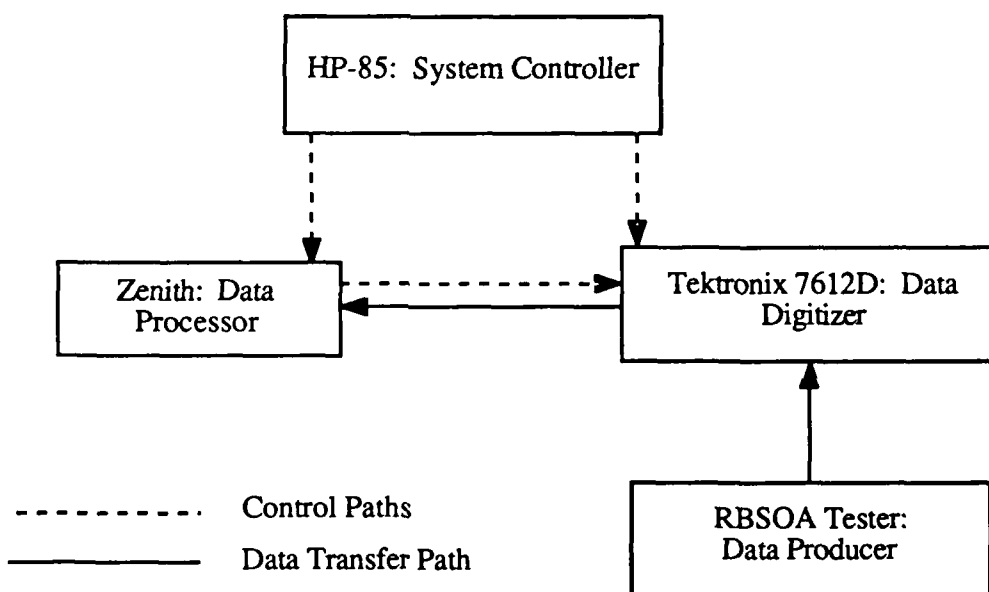 HP-85: System Controller
Zenith: Data
Processor
Tektronix 7612D: Data
Digitizer
RBSOA Tester:
Data Producer
Control Paths
Data Transfer Path